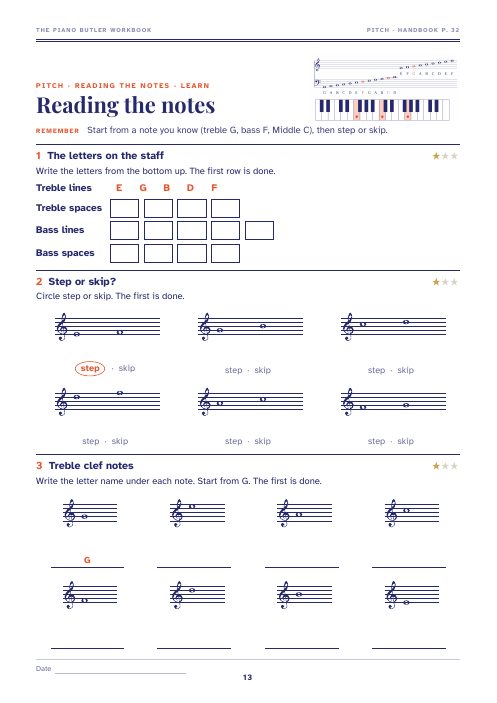 THE PIANO BUTLER WORKBOOK
PITCH · HANDBOOK P. 32
PITCH · READING THE NOTES · LEARN
Reading the notes
REMEMBER Start from a note you know (treble G, bass F, Middle C), then step or skip.
1 The letters on the staff
Write the letters from the bottom up. The first row is done.
Treble lines E G B D F
Treble spaces
Bass lines
Bass spaces
2 Step or skip?
Circle step or skip. The first is done.
step · skip
step · skip
step · skip
step · skip
step · skip
step · skip
3 Treble clef notes
Write the letter name under each note. Start from G. The first is done.
G
Date
13